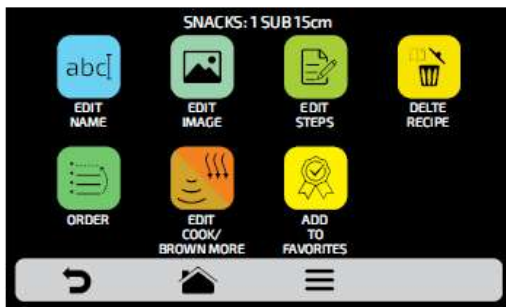 SNACKS: 1 SUB 15cm
abc
EDIT
NAME
EDIT
IMAGE
EDIT
STEPS
DELTE
RECIPE
ORDER
EDIT
COOK/
BROWN MORE
ADD
TO
FAVORITES